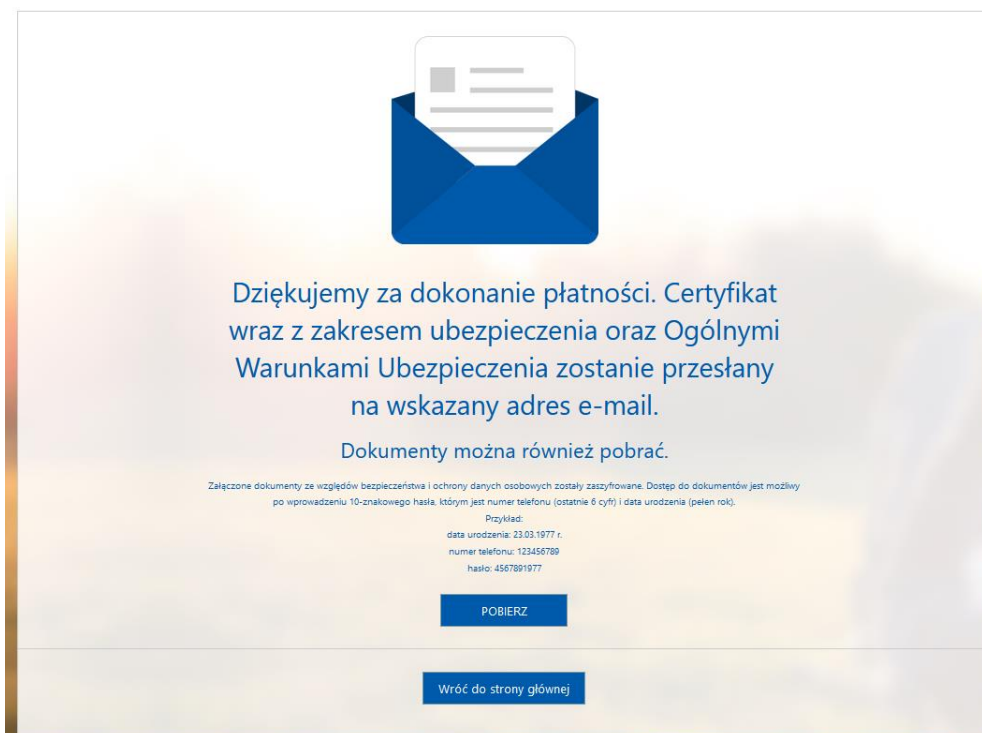 Dziękujemy za dokonanie płatności. Certyfikat
wraz z zakresem ubezpieczenia oraz Ogólnymi
Warunkami Ubezpieczenia zostanie przesłany
na wskazany adres e-mail.
Dokumenty można również pobrać.
Załączone dokumenty ze względów bezpieczeństwa i ochrony danych osobowych zostały zaszyfrowane. Dostęp do dokumentów jest możliwy
po wprowadzeniu 10-znakowego hasła, którym jest numer telefonu (ostatnie 6 cyfr) i data urodzenia (pełen rok).
Przykład:
data urodzenia: 23.03.1977 r.
numer telefonu: 123456789
hasło: 4567891977
POBIERZ
Wróć do strony głównej